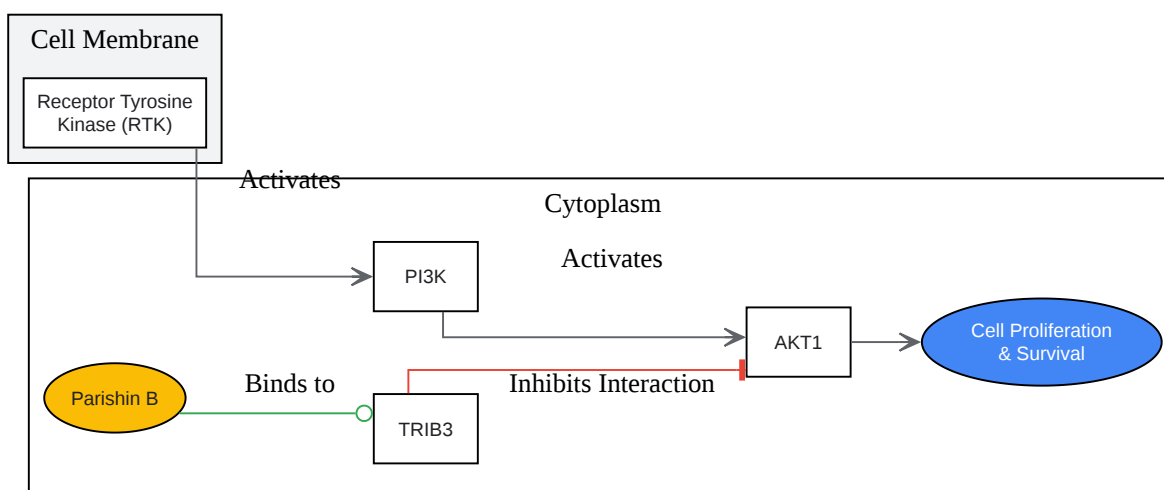 Cell Membrane
Receptor Tyrosine
Kinase (RTK)
Activates
Cytoplasm
Activates
PI3K
AKT1
Cell Proliferation
& Survival
Binds to
Inhibits Interaction
Parishin B
TRIB3